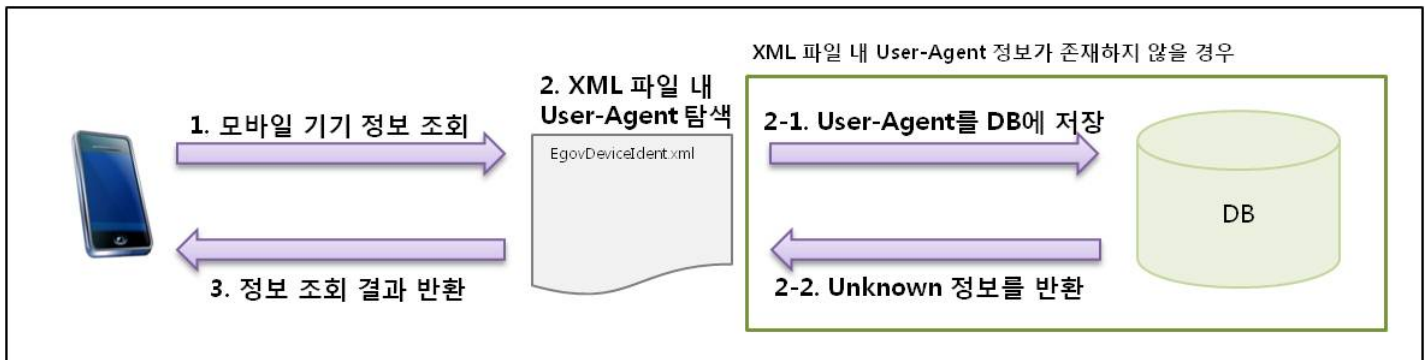 XML 파일 내 User-Agent 정보가 존재하지 않을 경우
1. 모바일 기기 정보 조회
2. XML 파일 내
User-Agent 탐색
EgovDeviceIdent.xml
2-1. User-Agent를 DB에 저장
DB
3. 정보 조회 결과 반환
2-2. Unknown 정보를 반환